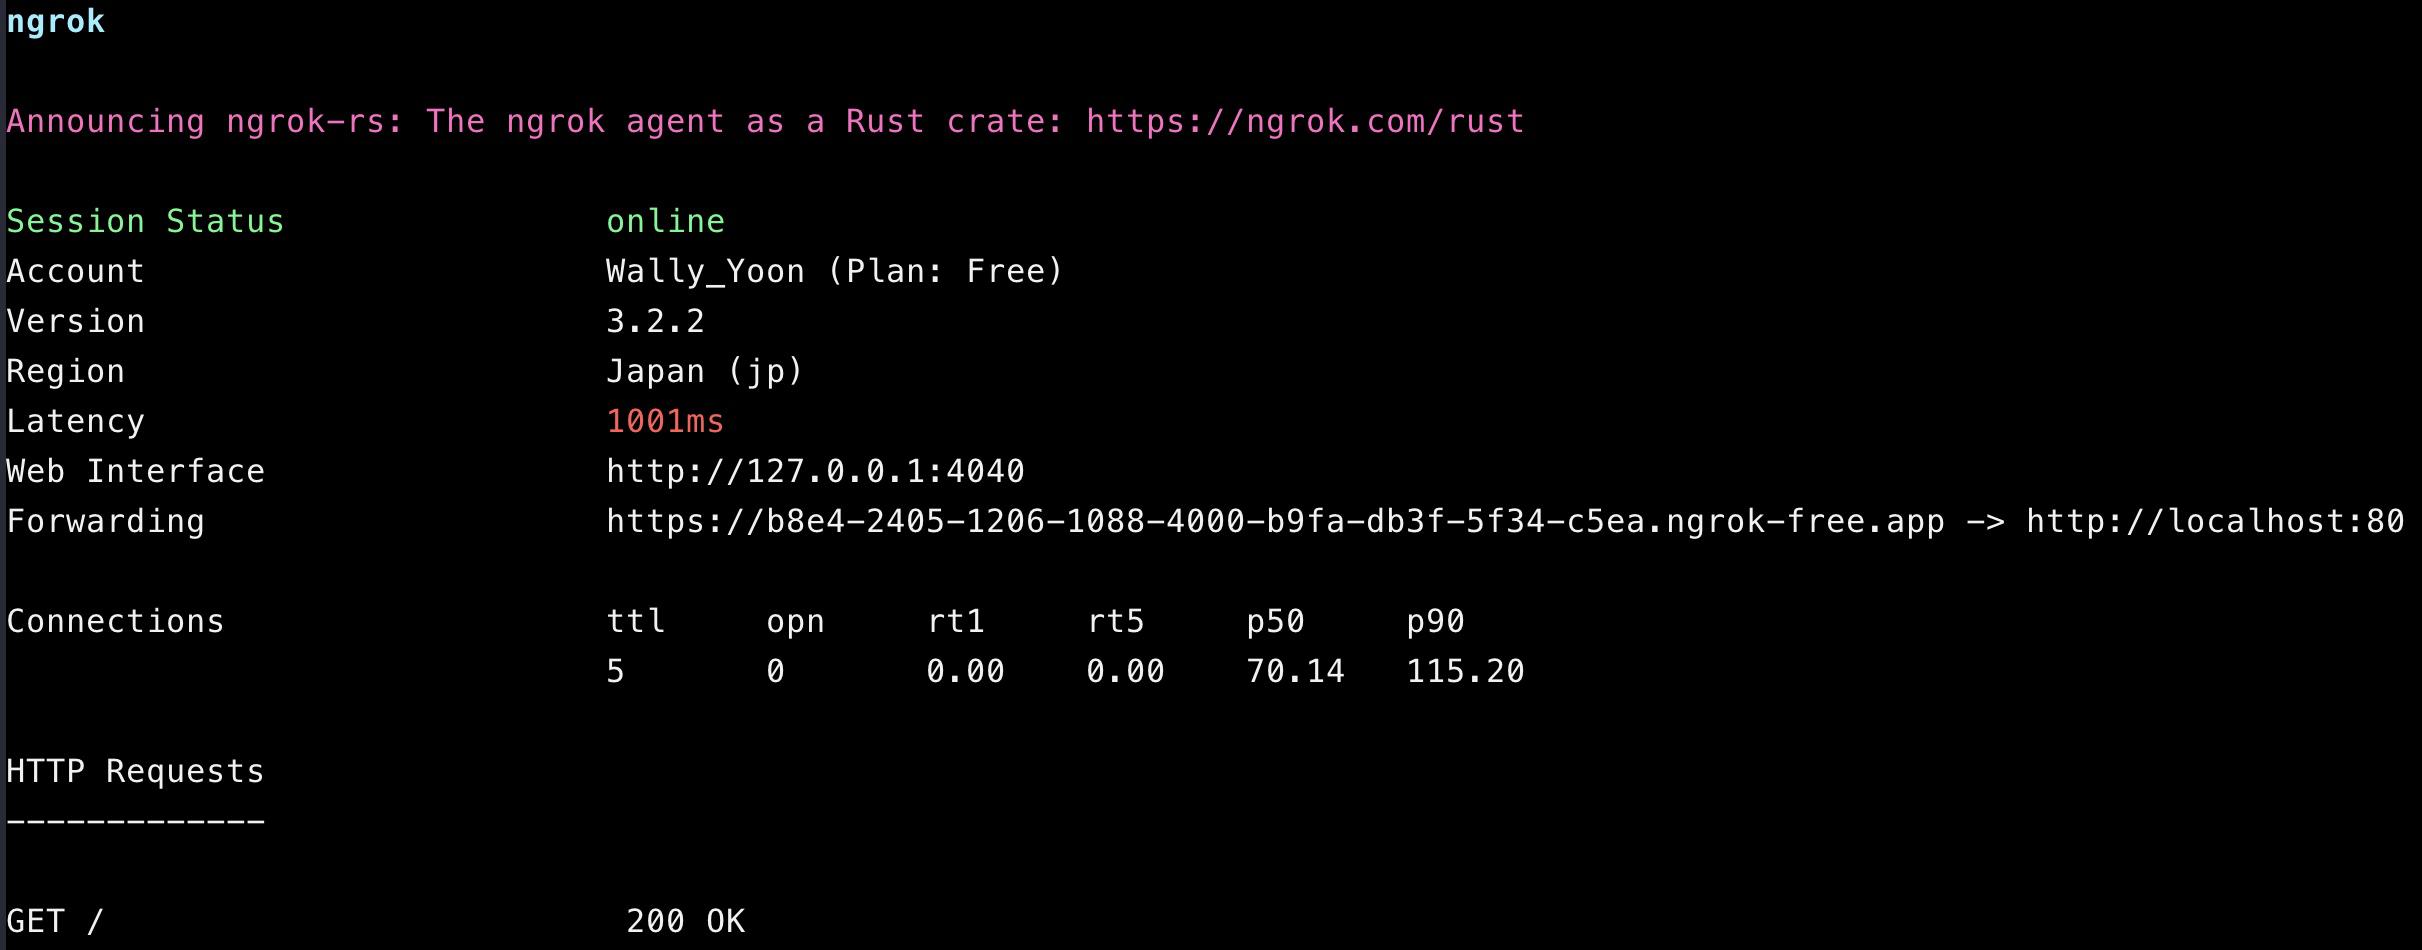 ngrok
Announcing ngrok-rs: The ngrok agent as a Rust crate: https://ngrok.com/rust
Session Status online
Account Wally_Yoon (Plan: Free)
Version 3.2.2
Region Japan (jp)
Latency 1001ms
Web Interface http://127.0.0.1:4040
Forwarding https://b8e4-2405-1206-1088-4000-b9fa-db3f-5f34-c5ea.ngrok-free.app -> http://localhost:80
Connections ttl opn rt1 rt5 p50 p90
5 0 0.00 0.00 70.14 115.20
HTTP Requests
-------------
GET / 200 OK